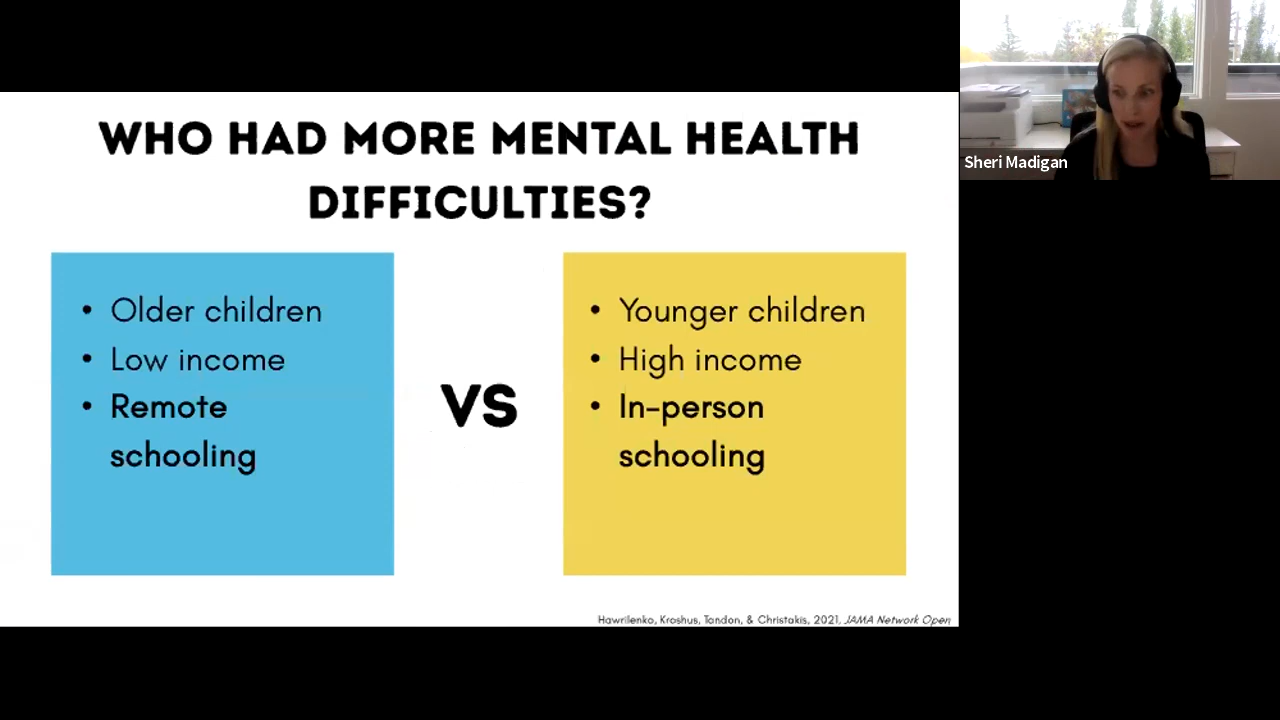 WHO HAD MORE MENTAL HEALTH
DIFFICULTIES?
• Older children
• Low income
• Remote
schooling
VS
• Younger children
• High income
• In-person
schooling
Hawrilenko, Kroshus, Tandon, & Christakis, 2021, JAMA Network Open
Sheri Madigan